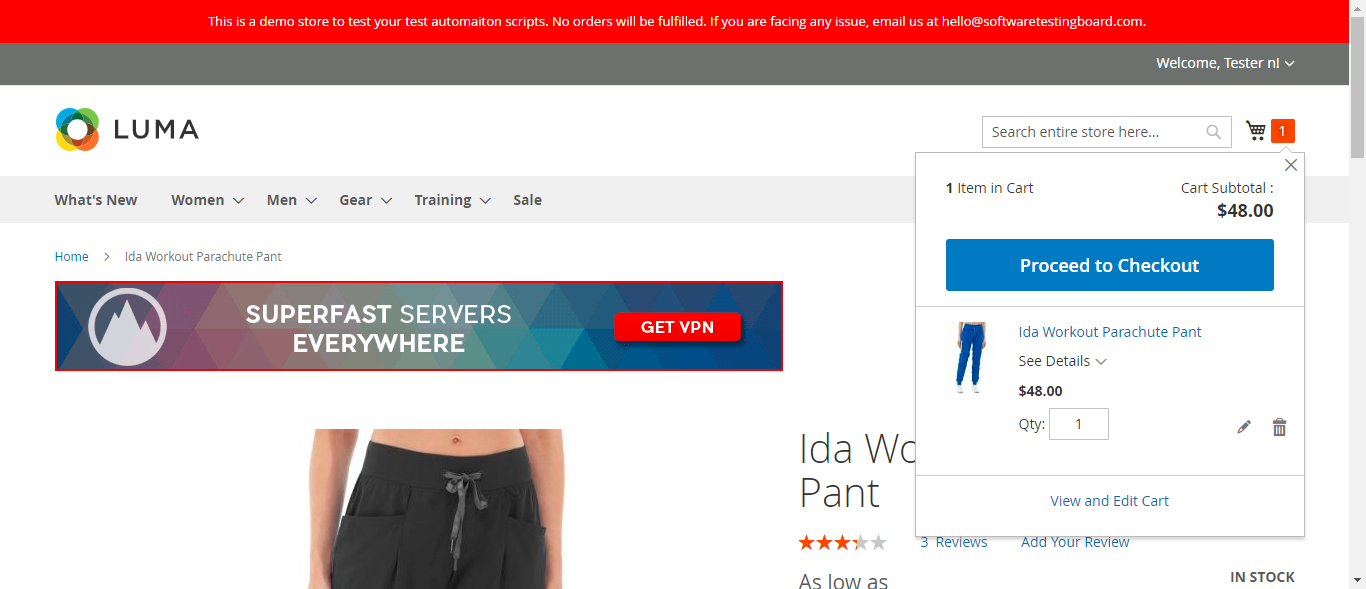 This is a demo store to test your test automaiton scripts. No orders will be fulfilled. If you are facing any issue, email us at hello@softwaretestingboard.com.
Welcome, Tester n!
LUMA
Search entire store here...
1
What's New
Women
Men
Gear
Training
Sale
1 Item in Cart
Cart Subtotal :
$48.00
Proceed to Checkout
Home
Ida Workout Parachute Pant
SUPERFAST SERVERS
EVERYWHERE
GET VPN
Ida Workout Parachute Pant
See Details
$48.00
Qty: 1
View and Edit Cart
Ida Wo
Pant
3 Reviews
Add Your Review
As low as
IN STOCK